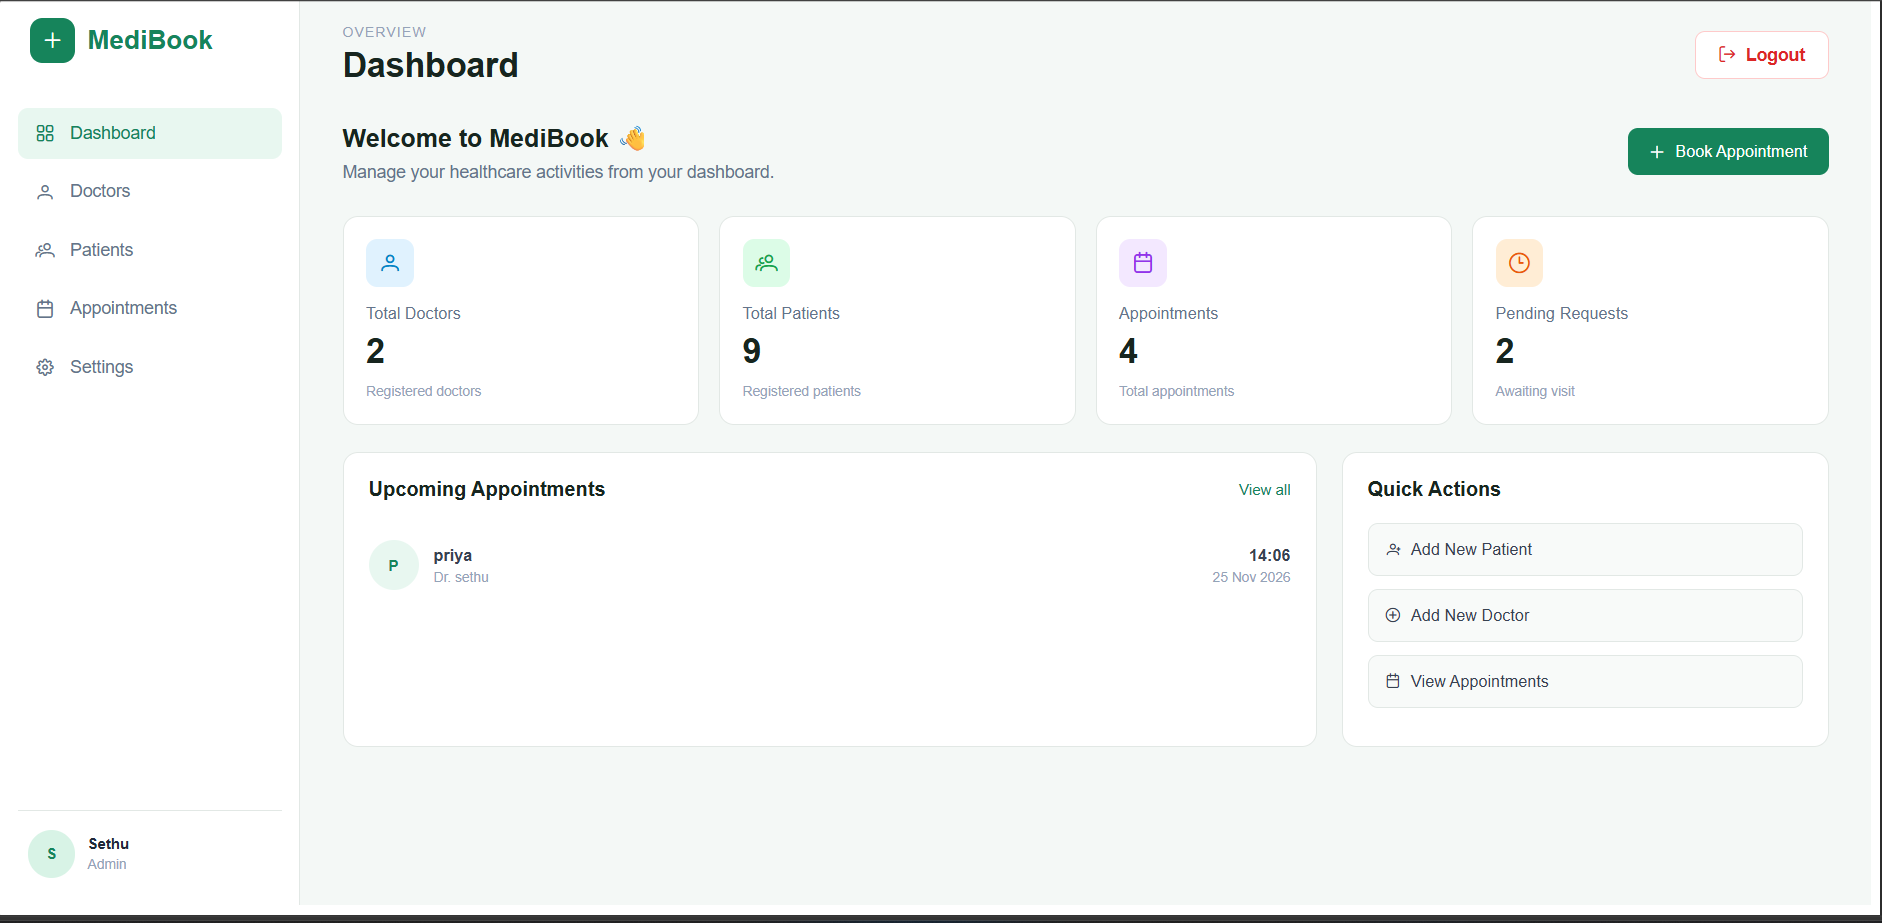 MediBook
Dashboard
Doctors
Patients
Appointments
Settings
Sethu
S
Admin
OVERVIEW
Dashboard
Logout
Welcome to MediBook 👋
Manage your healthcare activities from your dashboard.
Book Appointment
Total Doctors
2
Registered doctors
Total Patients
9
Registered patients
Appointments
4
Total appointments
Pending Requests
2
Awaiting visit
Upcoming Appointments
View all
P
priya
Dr. sethu
14:06
25 Nov 2026
Quick Actions
Add New Patient
Add New Doctor
View Appointments